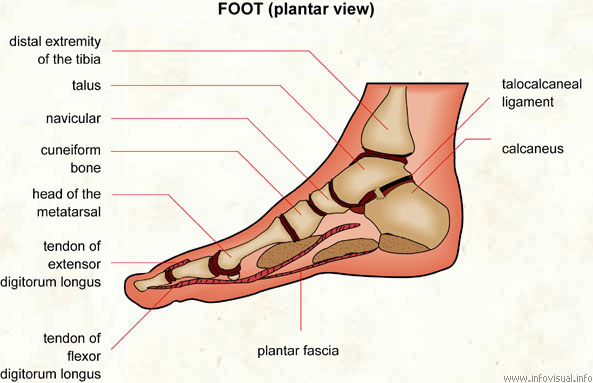 FOOT (plantar view)
distal extremity
of the tibia
talus
navicular
cuneiform
bone
head of the
metatarsal
tendon of
extensor
digitorum longus
tendon of
flexor
digitorum longus
plantar fascia
talocalcaneal
ligament
calcaneus
www.infovisual.info